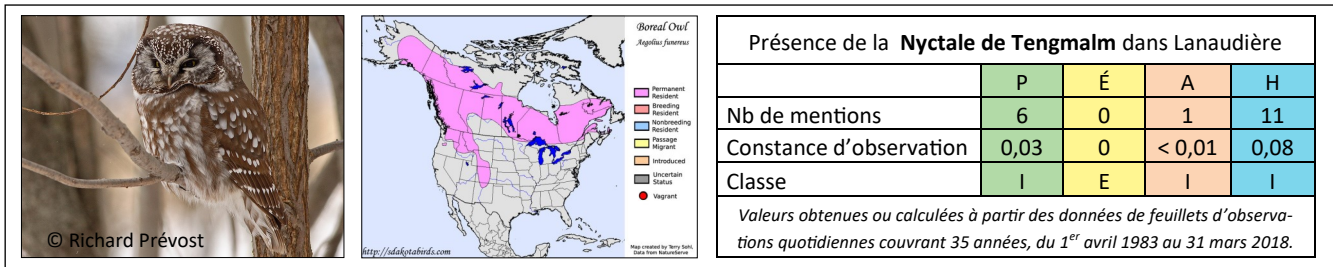 © Richard Prévost
Boreal Owl
Aegolius funereus
Permanent
Resident
Breeding
Resident
Nonbreeding
Resident
Passage
Migrant
Introduced
Uncertain
Status
Vagrant
http://sdakotabirds.com
Map created by Terry Sohl,
Data from NatureServe
Présence de la Nyctale de Tengmalm dans Lanaudière
P É A H
Nb de mentions 6 0 1 11
Constance d’observation 0,03 0 < 0,01 0,08
Classe I E I I
Valeurs obtenues ou calculées à partir des données de feuillets d’observa-
tions quotidiennes couvrant 35 années, du 1er avril 1983 au 31 mars 2018.